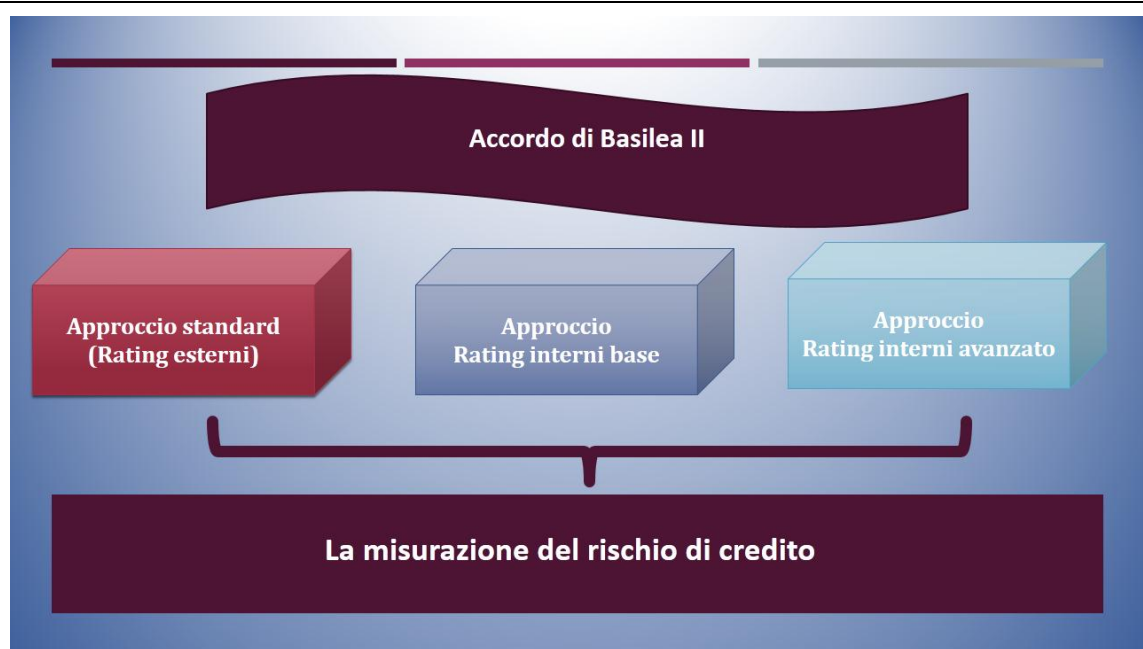 Accordo di Basilea II
Approccio standard
(Rating esterni)
Approccio
Rating interni base
Approccio
Rating interni avanzato
La misurazione del rischio di credito